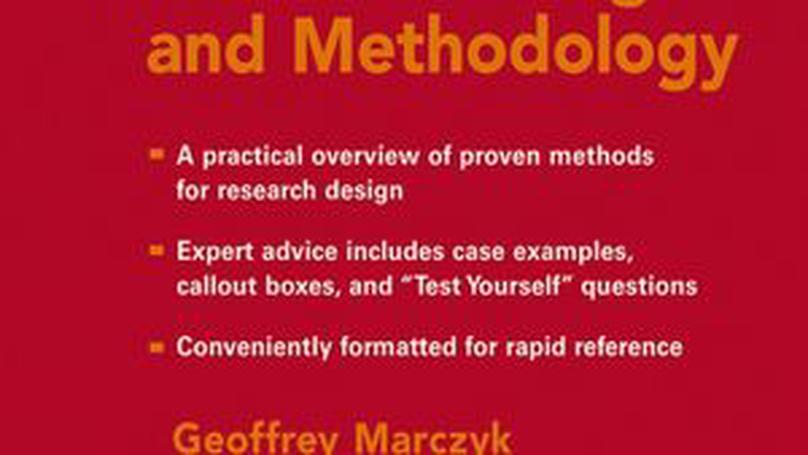 and Methodology
A practical overview of proven methods
for research design
Expert advice includes case examples,
callout boxes, and “Test Yourself” questions
Conveniently formatted for rapid reference
Geoffrey Marczyk